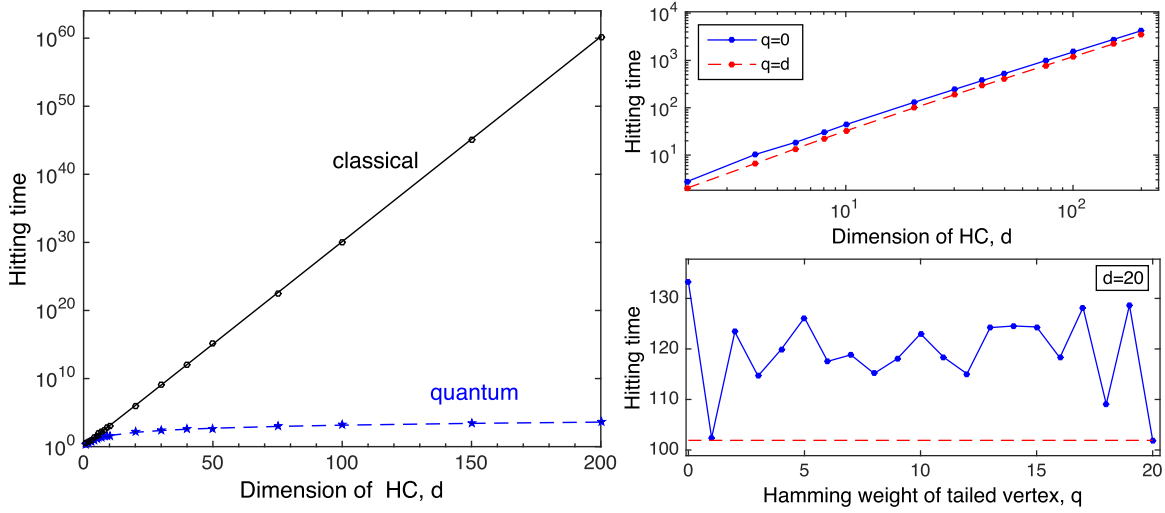 10^60
10^50
10^40
10^30
10^20
10^10
10^0
Hitting time
classical
quantum
0 50 100 150 200
Dimension of HC, d
10^4
10^3
10^2
10^1
Hitting time
q=0
q=d
10^1 10^2
Dimension of HC, d
130
120
110
100
Hitting time
d=20
0 5 10 15 20
Hamming weight of tailed vertex, q